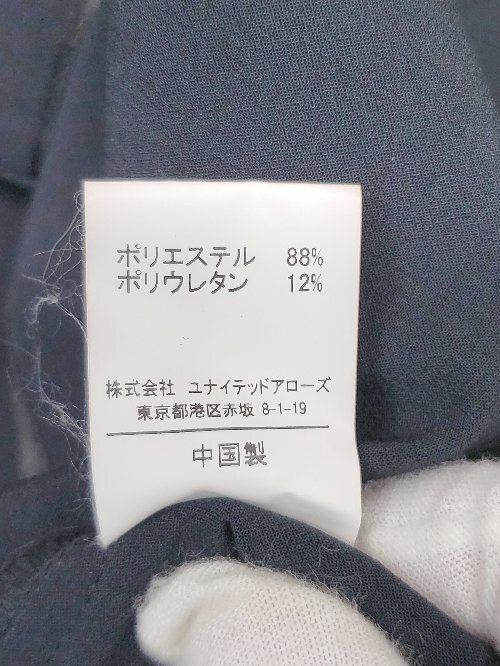 ポリエステル 88%
ポリウレタン 12%
株式会社 ユナイテッドアローズ
東京都港区赤坂 8-1-19
中国製